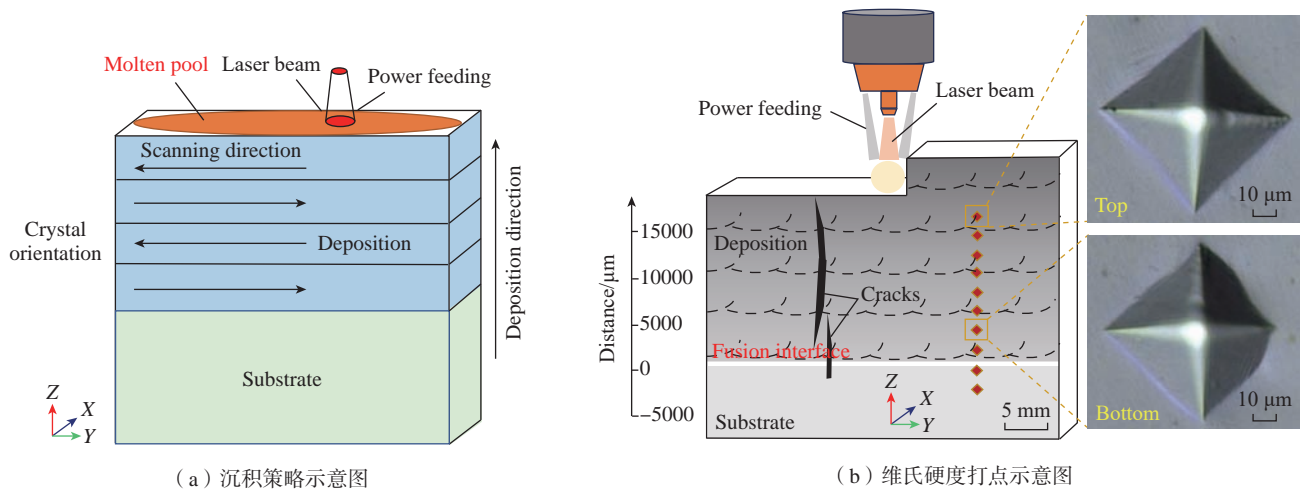 Molten pool
Laser beam
Power feeding
Scanning direction
Crystal
orientation
Deposition
Deposition direction
Substrate
Z
X
Y
(a)沉积策略示意图
Power feeding
Laser beam
Distance/μm
15000
10000
5000
0
−5000
Deposition
Cracks
Fusion interface
Substrate
Z
X
Y
5 mm
Top
10 μm
Bottom
10 μm
(b)维氏硬度打点示意图